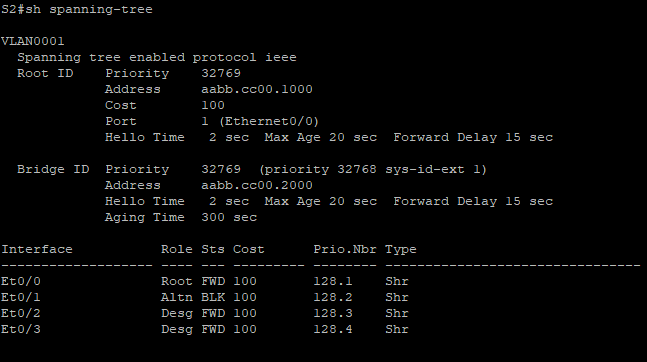 S2#sh spanning-tree
VLAN0001
  Spanning tree enabled protocol ieee
  Root ID    Priority    32769
             Address     aabb.cc00.1000
             Cost        100
             Port        1 (Ethernet0/0)
             Hello Time   2 sec  Max Age 20 sec  Forward Delay 15 sec
  Bridge ID  Priority    32769  (priority 32768 sys-id-ext 1)
             Address     aabb.cc00.2000
             Hello Time   2 sec  Max Age 20 sec  Forward Delay 15 sec
             Aging Time  300 sec
Interface           Role Sts Cost      Prio.Nbr Type
------------------- ---- --- --------- -------- --------------------------------
Et0/0               Root FWD 100       128.1    Shr
Et0/1               Altn BLK 100       128.2    Shr
Et0/2               Desg FWD 100       128.3    Shr
Et0/3               Desg FWD 100       128.4    Shr